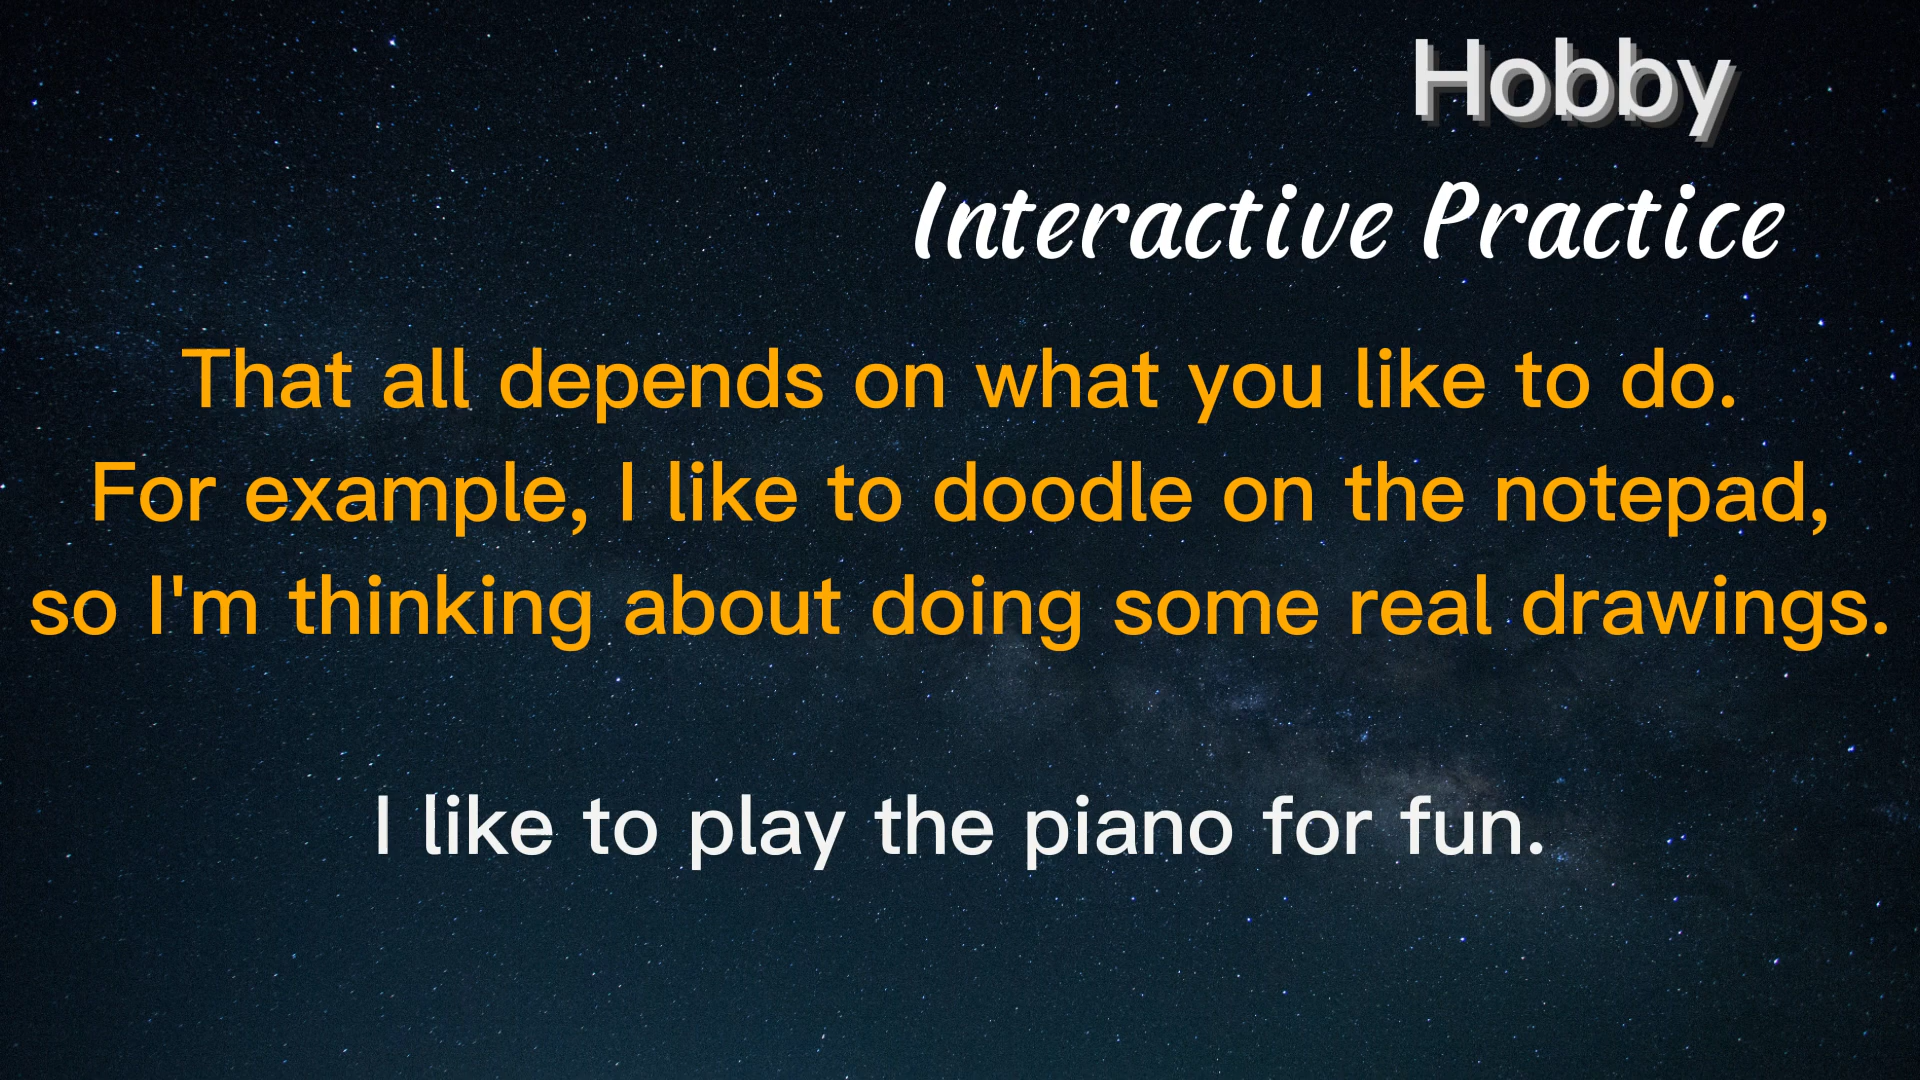 Hobby
Interactive Practice
That all depends on what you like to do.
For example, I like to doodle on the notepad,
so I'm thinking about doing some real drawings.
I like to play the piano for fun.